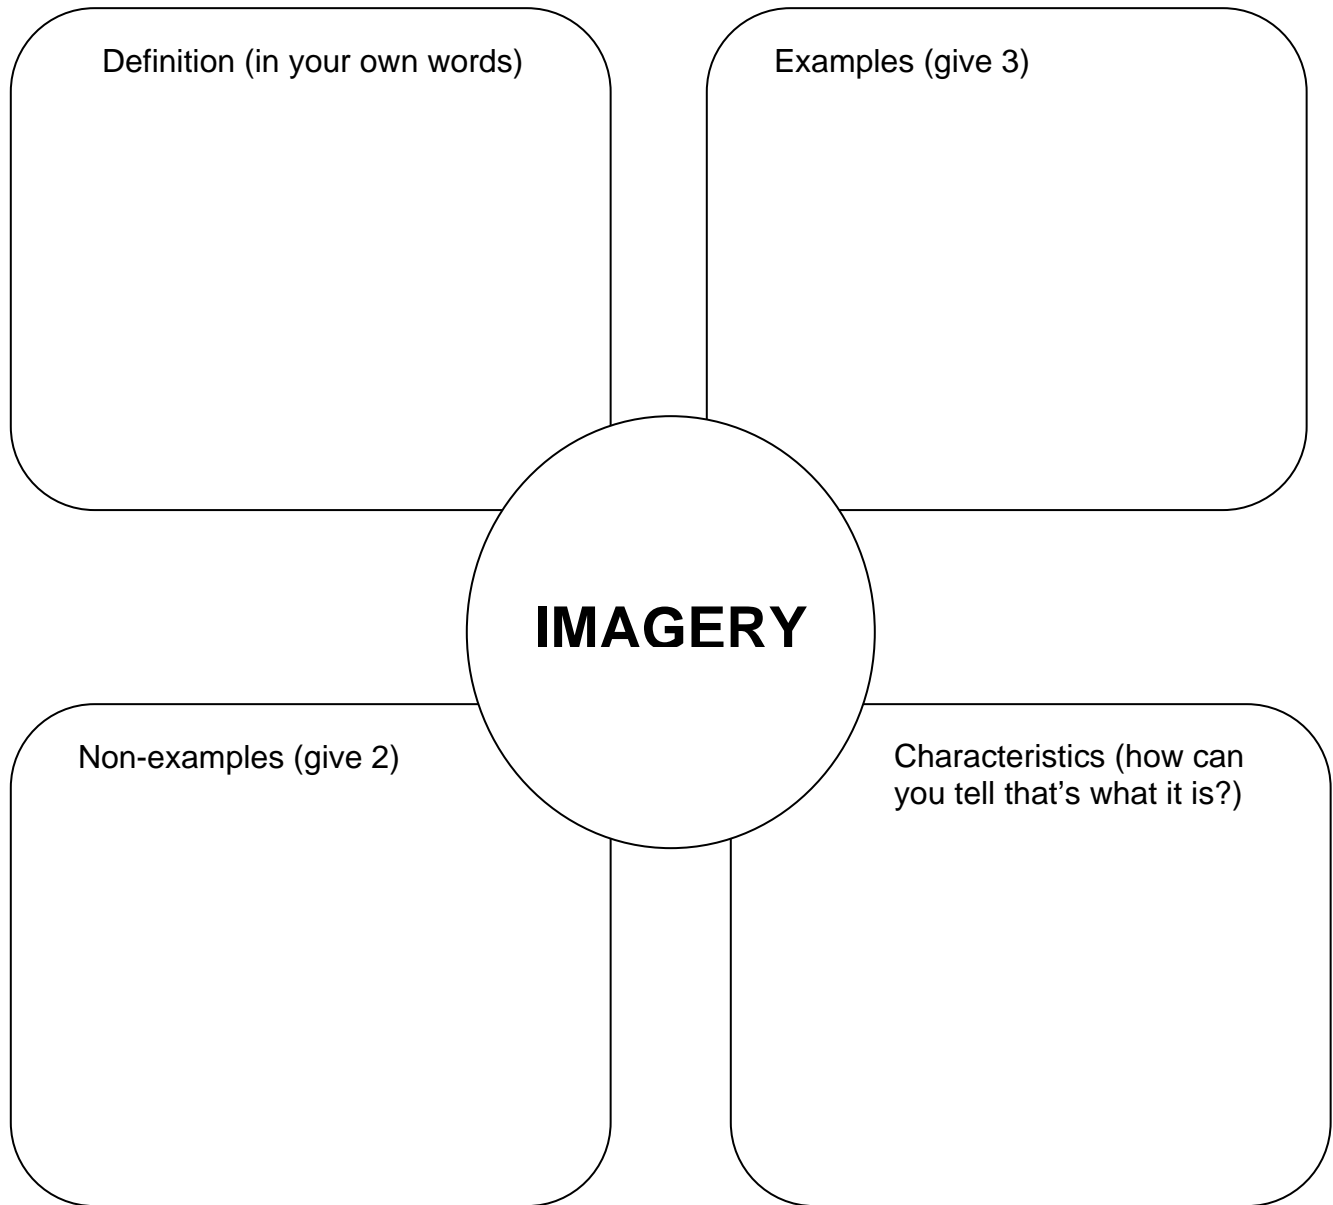 Definition (in your own words)
Examples (give 3)
IMAGERY
Non-examples (give 2)
Characteristics (how can
you tell that’s what it is?)